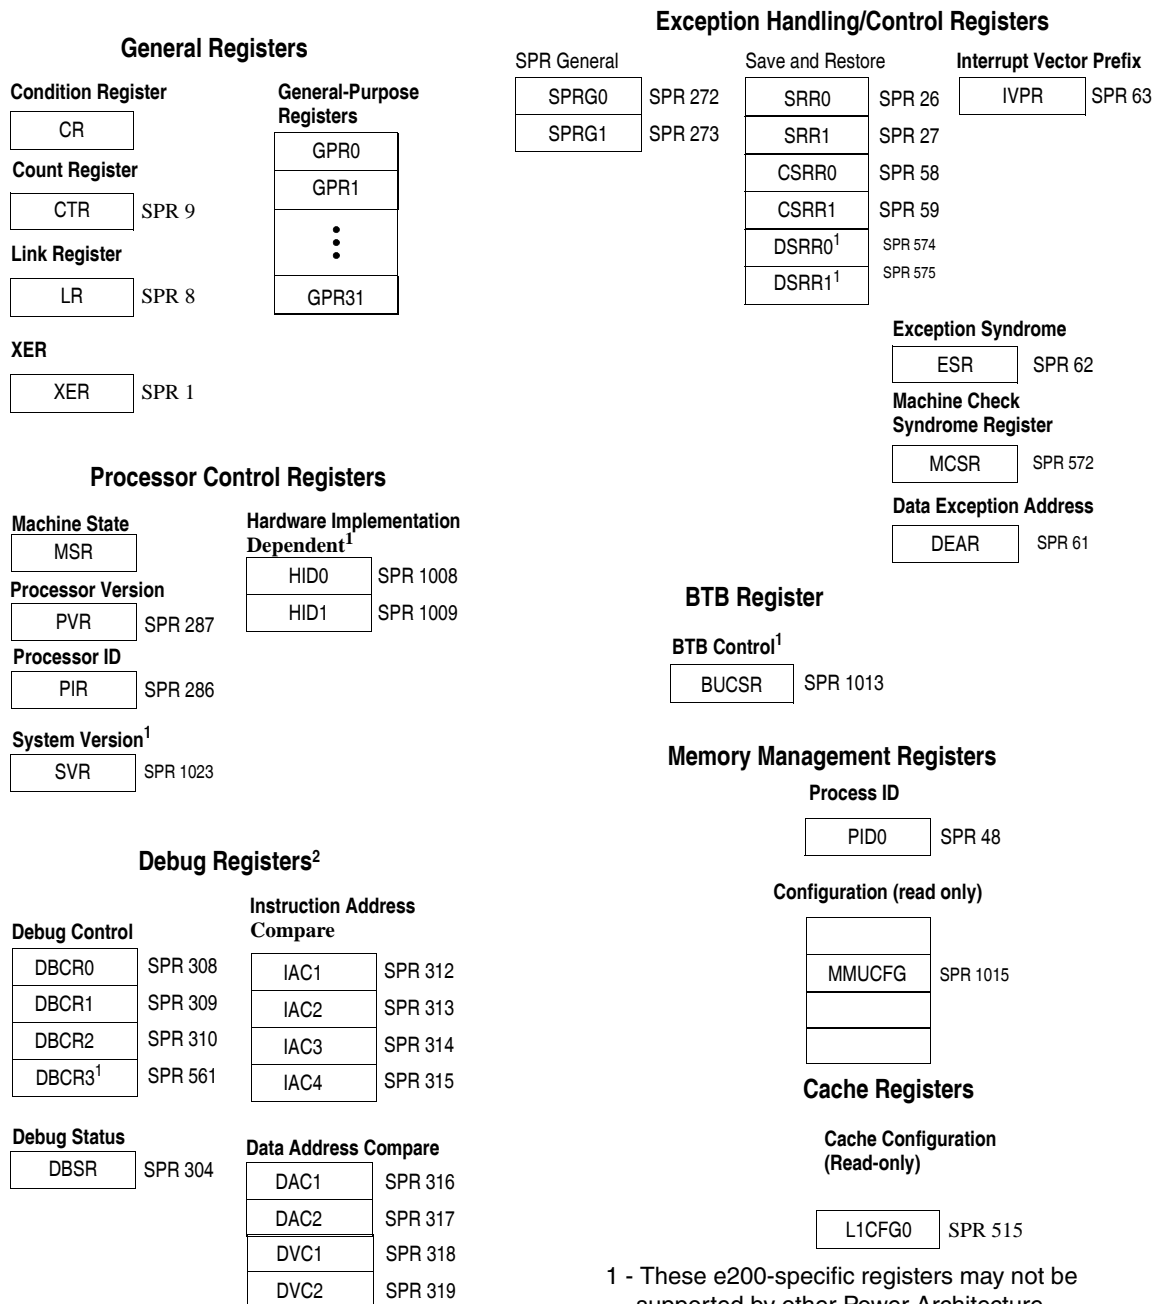 General Registers
Condition Register
CR
Count Register
CTR SPR 9
Link Register
LR SPR 8
XER
XER SPR 1
General-Purpose
Registers
GPR0
GPR1
GPR31
Exception Handling/Control Registers
SPR General
SPRG0 SPR 272
SPRG1 SPR 273
Save and Restore
SRR0 SPR 26
SRR1 SPR 27
CSRR0 SPR 58
CSRR1 SPR 59
DSRR0¹ SPR 574
DSRR1¹ SPR 575
Interrupt Vector Prefix
IVPR SPR 63
Exception Syndrome
ESR SPR 62
Machine Check
Syndrome Register
MCSR SPR 572
Data Exception Address
DEAR SPR 61
Processor Control Registers
Machine State
MSR
Processor Version
PVR SPR 287
Processor ID
PIR SPR 286
System Version¹
SVR SPR 1023
Hardware Implementation
Dependent¹
HID0 SPR 1008
HID1 SPR 1009
BTB Register
BTB Control¹
BUCSR SPR 1013
Memory Management Registers
Process ID
PID0 SPR 48
Configuration (read only)
MMUCFG SPR 1015
Debug Registers²
Debug Control
DBCR0 SPR 308
DBCR1 SPR 309
DBCR2 SPR 310
DBCR3¹ SPR 561
Debug Status
DBSR SPR 304
Instruction Address
Compare
IAC1 SPR 312
IAC2 SPR 313
IAC3 SPR 314
IAC4 SPR 315
Data Address Compare
DAC1 SPR 316
DAC2 SPR 317
DVC1 SPR 318
DVC2 SPR 319
Cache Registers
Cache Configuration
(Read-only)
L1CFG0 SPR 515
1 - These e200-specific registers may not be
supported by other Power Architecture